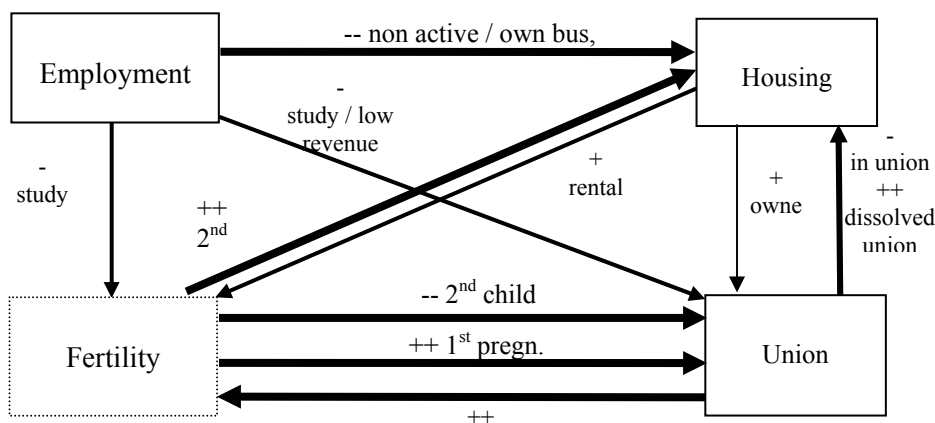 -- non active / own bus,
Employment
Housing
-
study / low
revenue
-
study
+
rental
+
owne
-
in union
++
dissolved
union
++
2nd
-- 2nd child
++ 1st pregn.
Fertility
Union
++